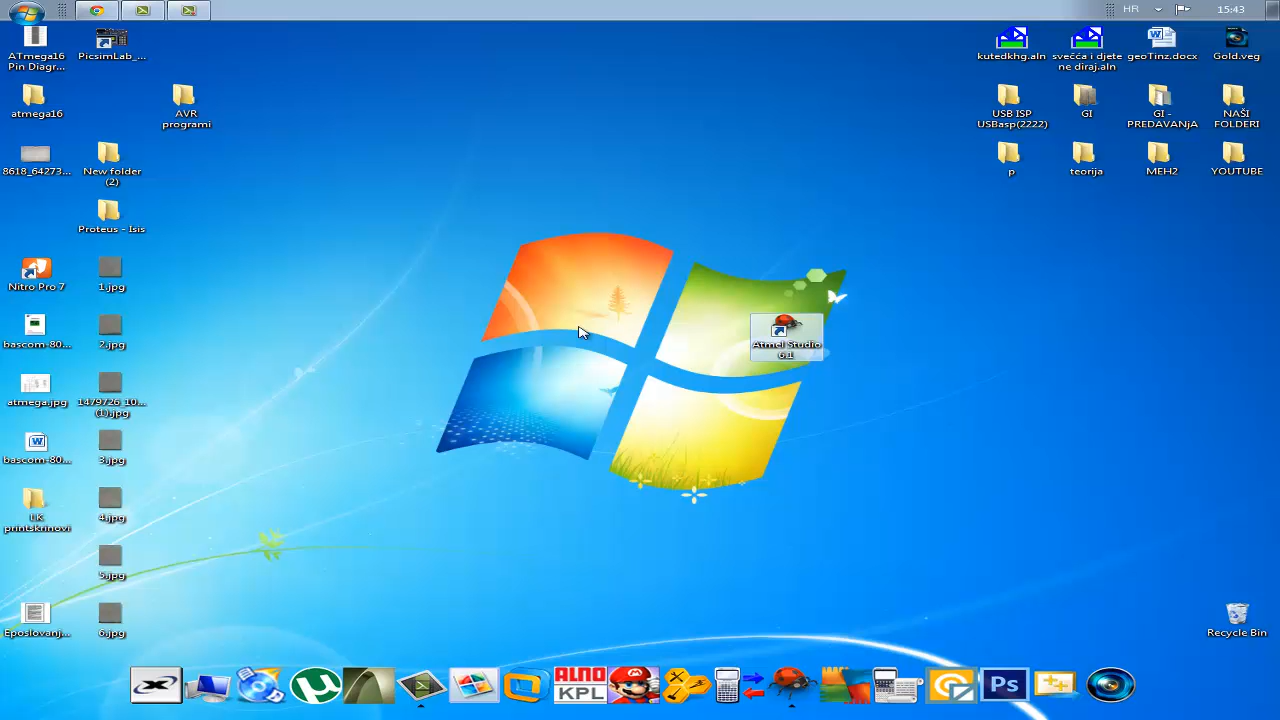 HR
15:43
ATmega16
Pin Diagr...
PicsimLab_...
atmega16
AVR
programi
8618_64273...
New folder
(2)
Proteus - Isis
Nitro Pro 7
1.jpg
bascom-80...
2.jpg
atmega.jpg
1479726_10...
(1).jpg
bascom-80...
3.jpg
printskrinovi
4.jpg
5.jpg
Eposlovanj...
6.jpg
Atmel Studio
6.1
kutedkhg.aln
svečća i djete
ne diraj.aln
geoTinz.docx
Gold.veg
USB ISP
USBasp(2222)
GI
GI -
PREDAVANjA
NAŠI
FOLDERI
p
teorija
MEH2
YOUTUBE
Recycle Bin
ALNO
KPL
Ps